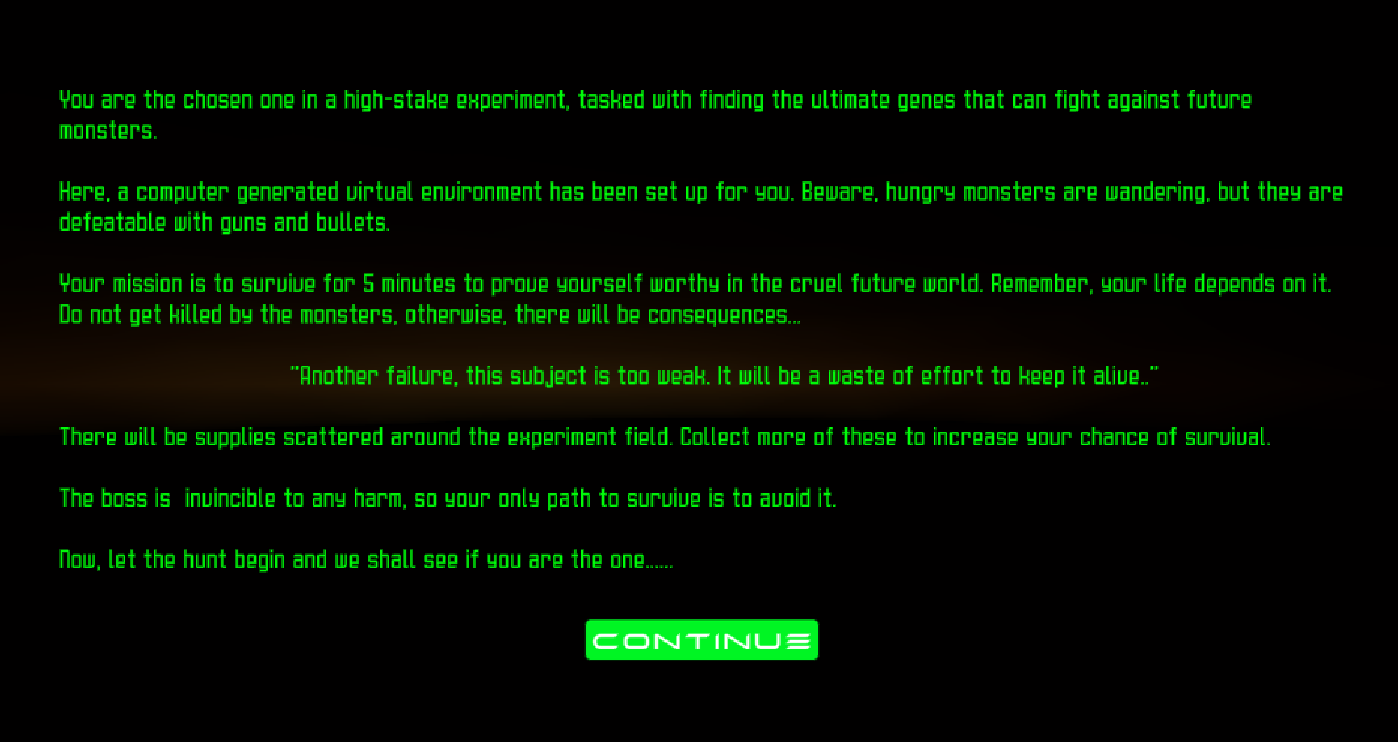 You are the chosen one in a high-stake experiment, tasked with finding the ultimate genes that can fight against future
monsters.
Here, a computer generated virtual environment has been set up for you. Beware, hungry monsters are wandering, but they are
defeatable with guns and bullets.
Your mission is to survive for 5 minutes to prove yourself worthy in the cruel future world. Remember, your life depends on it.
Do not get killed by the monsters, otherwise, there will be consequences...
"Another failure, this subject is too weak. It will be a waste of effort to keep it alive.."
There will be supplies scattered around the experiment field. Collect more of these to increase your chance of survival.
The boss is  invincible to any harm, so your only path to survive is to avoid it.
Now, let the hunt begin and we shall see if you are the one......
CONTINUE